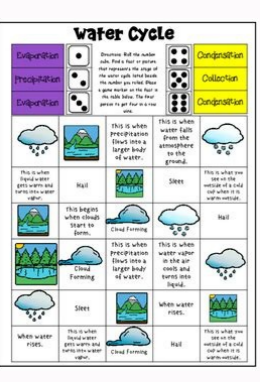 Water Cycle
Evaporation
Precipitation
Evaporation
Directions: Roll the number
cube. Find a fact or picture
that represents the stage of
the water cycle listed beside
the number you rolled. Place
a game marker on the fact in
the table below. The first
person to get four in a row
wins.
Condensation
Collection
Condensation
This is when
Precipitation
flows into a
larger body
of water.
This is when
water falls
from the
atmosphere
to the
ground.
This is when
liquid water
gets warm and
turns into water
vapor.
Hail
Sleet
This is what you
see on the
outside of a cold
cup when it is
warm outside.
This begins
when clouds
start to
form.
Cloud Forming
Hail
Cloud
Forming
This is when
Precipitation
flows into a
larger body
of water.
This is when
water vapor
in the air
cools and
turns into
liquid.
Sleet
When water
rises.
When water
rises.
This is when
liquid water
gets warm and
turns into water
vapor.
Cloud Forming
Hail
This is what you
see on the
outside of a cold
cup when it is
warm outside.